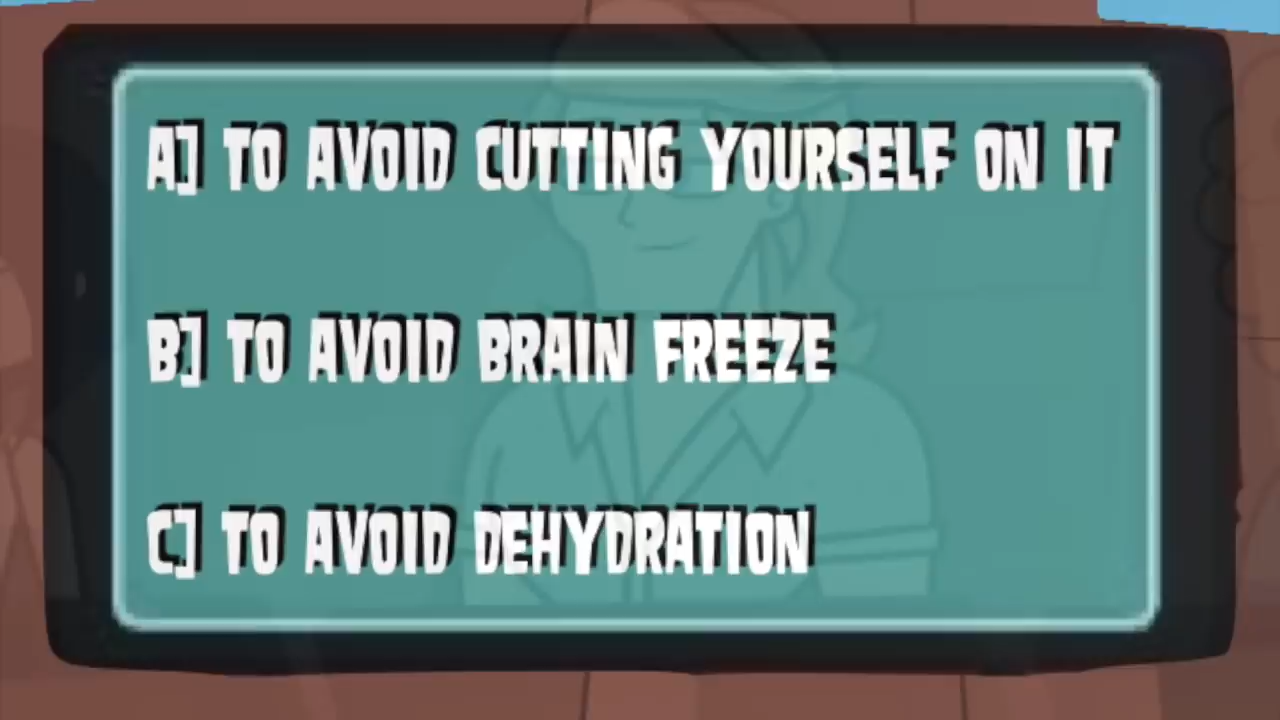 A] TO AVOID CUTTING YOURSELF ON IT
B] TO AVOID BRAIN FREEZE
C] TO AVOID DEHYDRATION